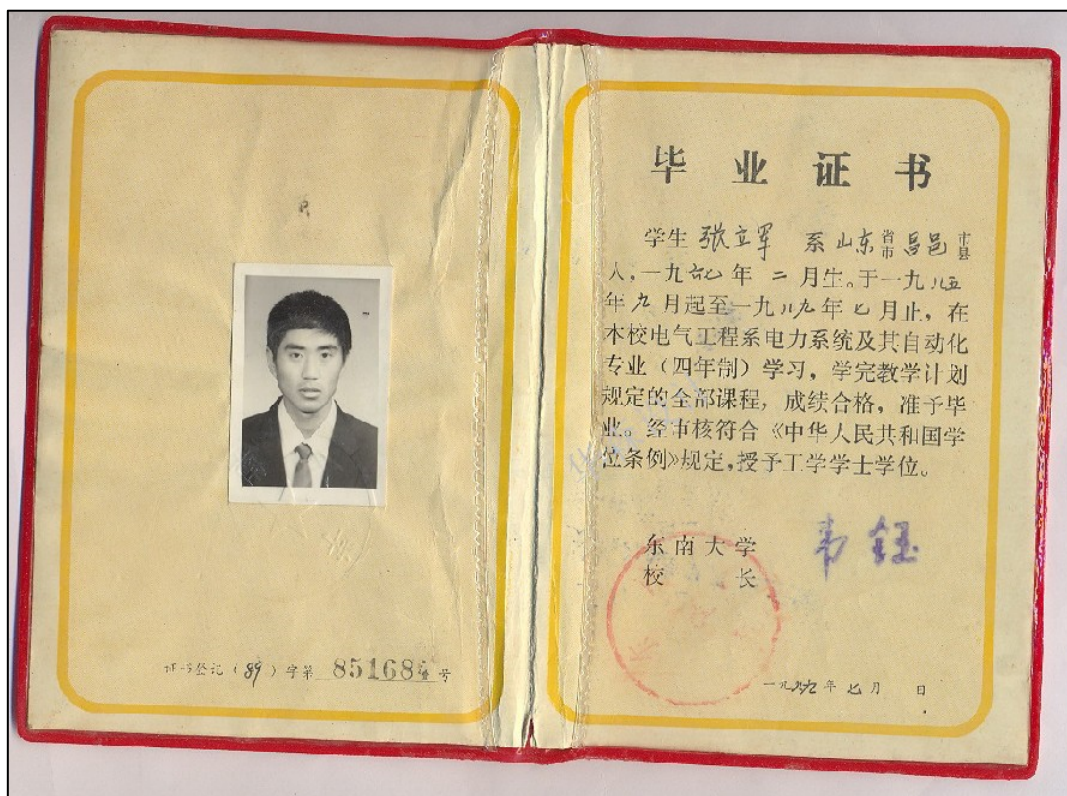 证书登记(89)字第 85168 号
毕业证书
学生 张立军 系山东省市昌邑市县
人,一九六七年 二 月生。于一九八五
年九月起至一九八九年七月止,在
本校电气工程系电力系统及其自动化
专业(四年制)学习,学完教学计划
规定的全部课程,成绩合格,准予毕
业。经审核符合《中华人民共和国学
位条例》规定,授予工学学士学位。
东南大学
校 长 韦钰
一九八九年七月 日